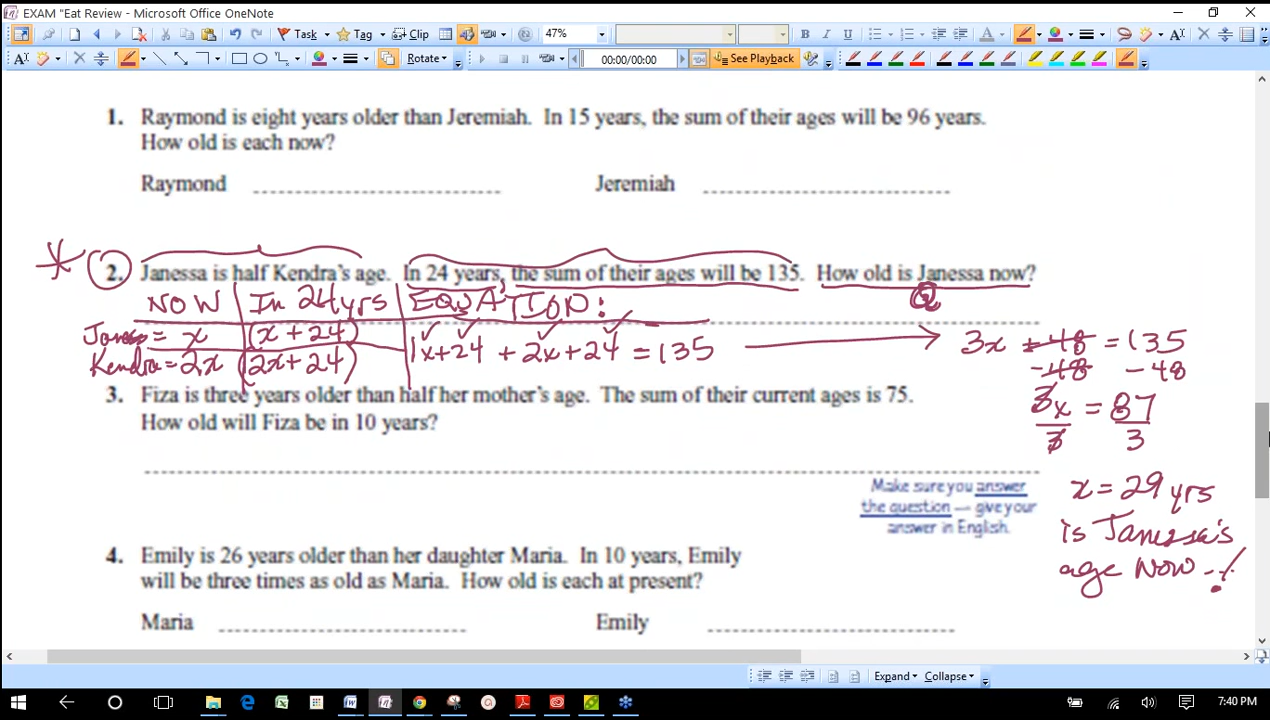 EXAM "Eat Review - Microsoft Office OneNote
Task Tag Clip 47% B I U
Rotate 00:00/00:00 See Playback
1. Raymond is eight years older than Jeremiah. In 15 years, the sum of their ages will be 96 years.
How old is each now?
Raymond Jeremiah
2. Janessa is half Kendra's age. In 24 years, the sum of their ages will be 135. How old is Janessa now?
NOW In 24 yrs EQUATION:
= x (x + 24)
Kendra = 2x (2x + 24)
1x + 24 + 2x + 24 = 135
3x + 48 = 135
- 48 - 48
3x = 87
3 3
x = 29 yrs
is Janessa's
age NOW
3. Fiza is three years older than half her mother's age. The sum of their current ages is 75.
How old will Fiza be in 10 years?
Make sure you answer
the question — give your
answer in English.
4. Emily is 26 years older than her daughter Maria. In 10 years, Emily
will be three times as old as Maria. How old is each at present?
Maria Emily
Expand Collapse
7:40 PM